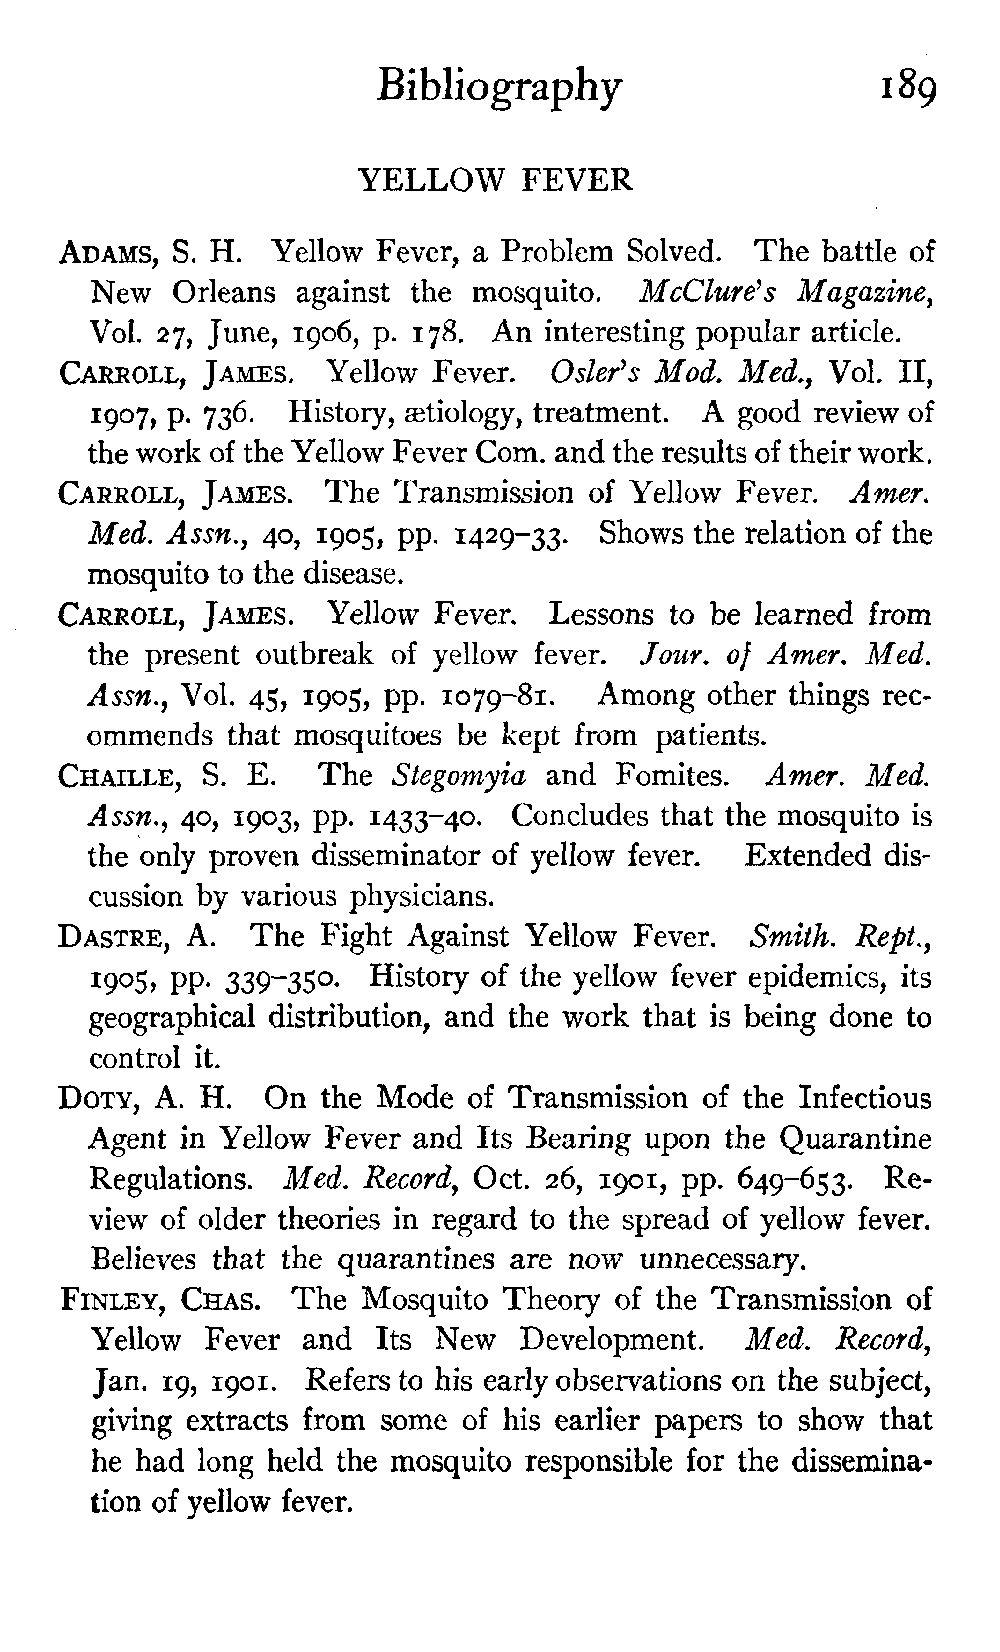 Bibliography 189
YELLOW FEVER
ADAMS, S. H. Yellow Fever, a Problem Solved. The battle of
New Orleans against the mosquito. McClure's Magazine,
Vol. 27, June, 1906, p. 178. An interesting popular article.
CARROLL, JAMES. Yellow Fever. Osler's Mod. Med., Vol. II,
1907, p. 736. History, ætiology, treatment. A good review of
the work of the Yellow Fever Com. and the results of their work.
CARROLL, JAMES. The Transmission of Yellow Fever. Amer.
Med. Assn., 40, 1905, pp. 1429–33. Shows the relation of the
mosquito to the disease.
CARROLL, JAMES. Yellow Fever. Lessons to be learned from
the present outbreak of yellow fever. Jour. of Amer. Med.
Assn., Vol. 45, 1905, pp. 1079–81. Among other things rec-
ommends that mosquitoes be kept from patients.
CHAILLE, S. E. The Stegomyia and Fomites. Amer. Med.
Assn., 40, 1903, pp. 1433–40. Concludes that the mosquito is
the only proven disseminator of yellow fever. Extended dis-
cussion by various physicians.
DASTRE, A. The Fight Against Yellow Fever. Smith. Rept.,
1905, pp. 339–350. History of the yellow fever epidemics, its
geographical distribution, and the work that is being done to
control it.
DOTY, A. H. On the Mode of Transmission of the Infectious
Agent in Yellow Fever and Its Bearing upon the Quarantine
Regulations. Med. Record, Oct. 26, 1901, pp. 649–653. Re-
view of older theories in regard to the spread of yellow fever.
Believes that the quarantines are now unnecessary.
FINLEY, CHAS. The Mosquito Theory of the Transmission of
Yellow Fever and Its New Development. Med. Record,
Jan. 19, 1901. Refers to his early observations on the subject,
giving extracts from some of his earlier papers to show that
he had long held the mosquito responsible for the dissemina-
tion of yellow fever.